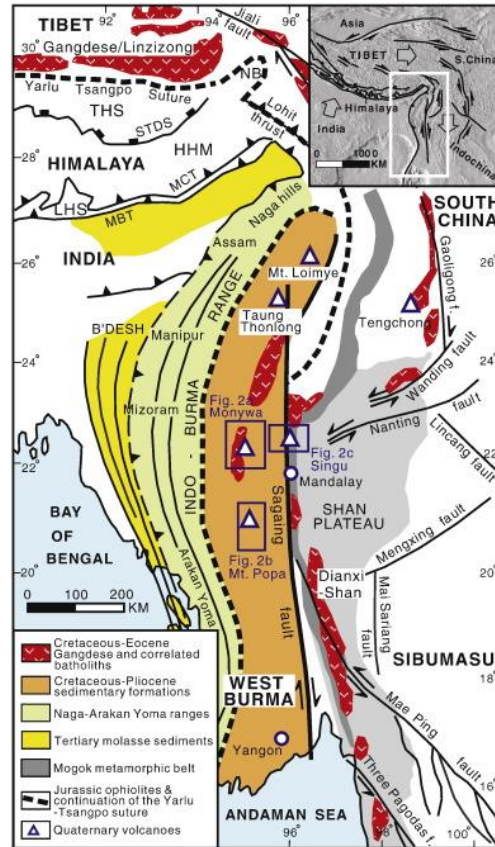 92
94
96
TIBET
Gangdese/Linzizong
Jiali
fault
30°
Yarlu
Tsangpo
Suture
NB
THS
STDS
Lohit
thrust
28
HHM
HIMALAYA
MCT
LHS
MBT
Naga hills
26
INDIA
Assam
Mt. Loimye
RANGE
Taung
Thonlong
B'DESH
Manipur
24
Mizoram
Fig. 2a
Monywa
INDO - BURMA
22
Fig. 2c
Singu
Mandalay
Sagaing
fault
BAY
OF
BENGAL
Fig. 2b
Mt. Popa
SHAN
PLATEAU
20
0 100 200
KM
Arakan Yoma
Dianxi
-Shan
WEST
BURMA
Yangon
ANDAMAN SEA
96
98
100°
Asia
TIBET
S.China
Himalaya
India
Indochina
0 1000
KM
SOUTH
CHINA
Gaoligong f.
Tengchong
Wanding fault
Nanting fault
Lincang fault
Mengxing fault
Mai Sariang
fault
SIBUMASU
18°
Mae Ping
fault
16°
Three Pagodas f.
Cretaceous-Eocene
Gangdese and correlated
batholiths
Cretaceous-Pliocene
sedimentary formations
Naga-Arakan Yoma ranges
Tertiary molasse sediments
Mogok metamorphic belt
Jurassic ophiolites &
continuation of the Yarlu
-Tsangpo suture
Quaternary volcanoes